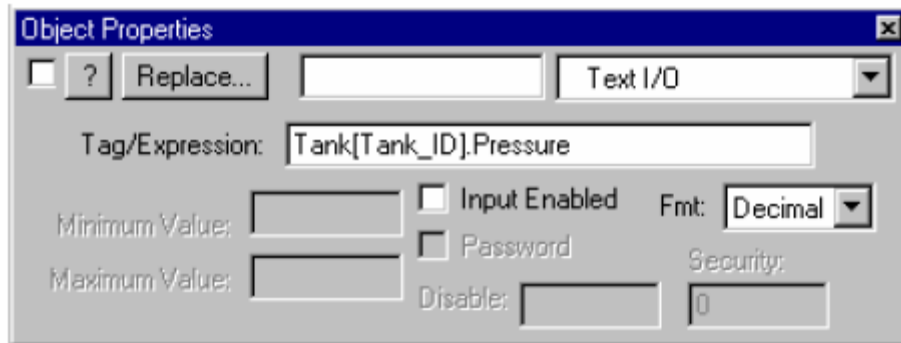 Object Properties
? Replace... Text I/O
Tag/Expression: Tank[Tank_ID].Pressure
Input Enabled Fmt: Decimal
Minimum Value:
Password Security:
Maximum Value:
Disable: 0